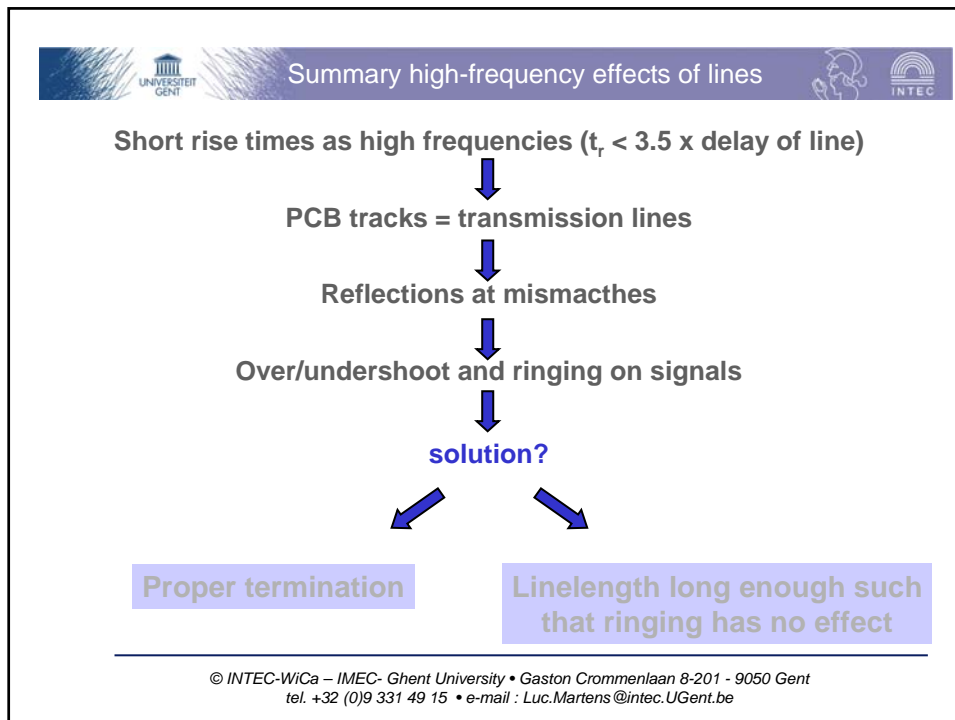 UNIVERSITEIT
GENT
Summary high-frequency effects of lines
INTEC
Short rise times as high frequencies (tr < 3.5 x delay of line)
PCB tracks = transmission lines
Reflections at mismacthes
Over/undershoot and ringing on signals
solution?
Proper termination
Linelength long enough such
that ringing has no effect
© INTEC-WiCa – IMEC- Ghent University • Gaston Crommenlaan 8-201 - 9050 Gent
tel. +32 (0)9 331 49 15 • e-mail : Luc.Martens@intec.UGent.be